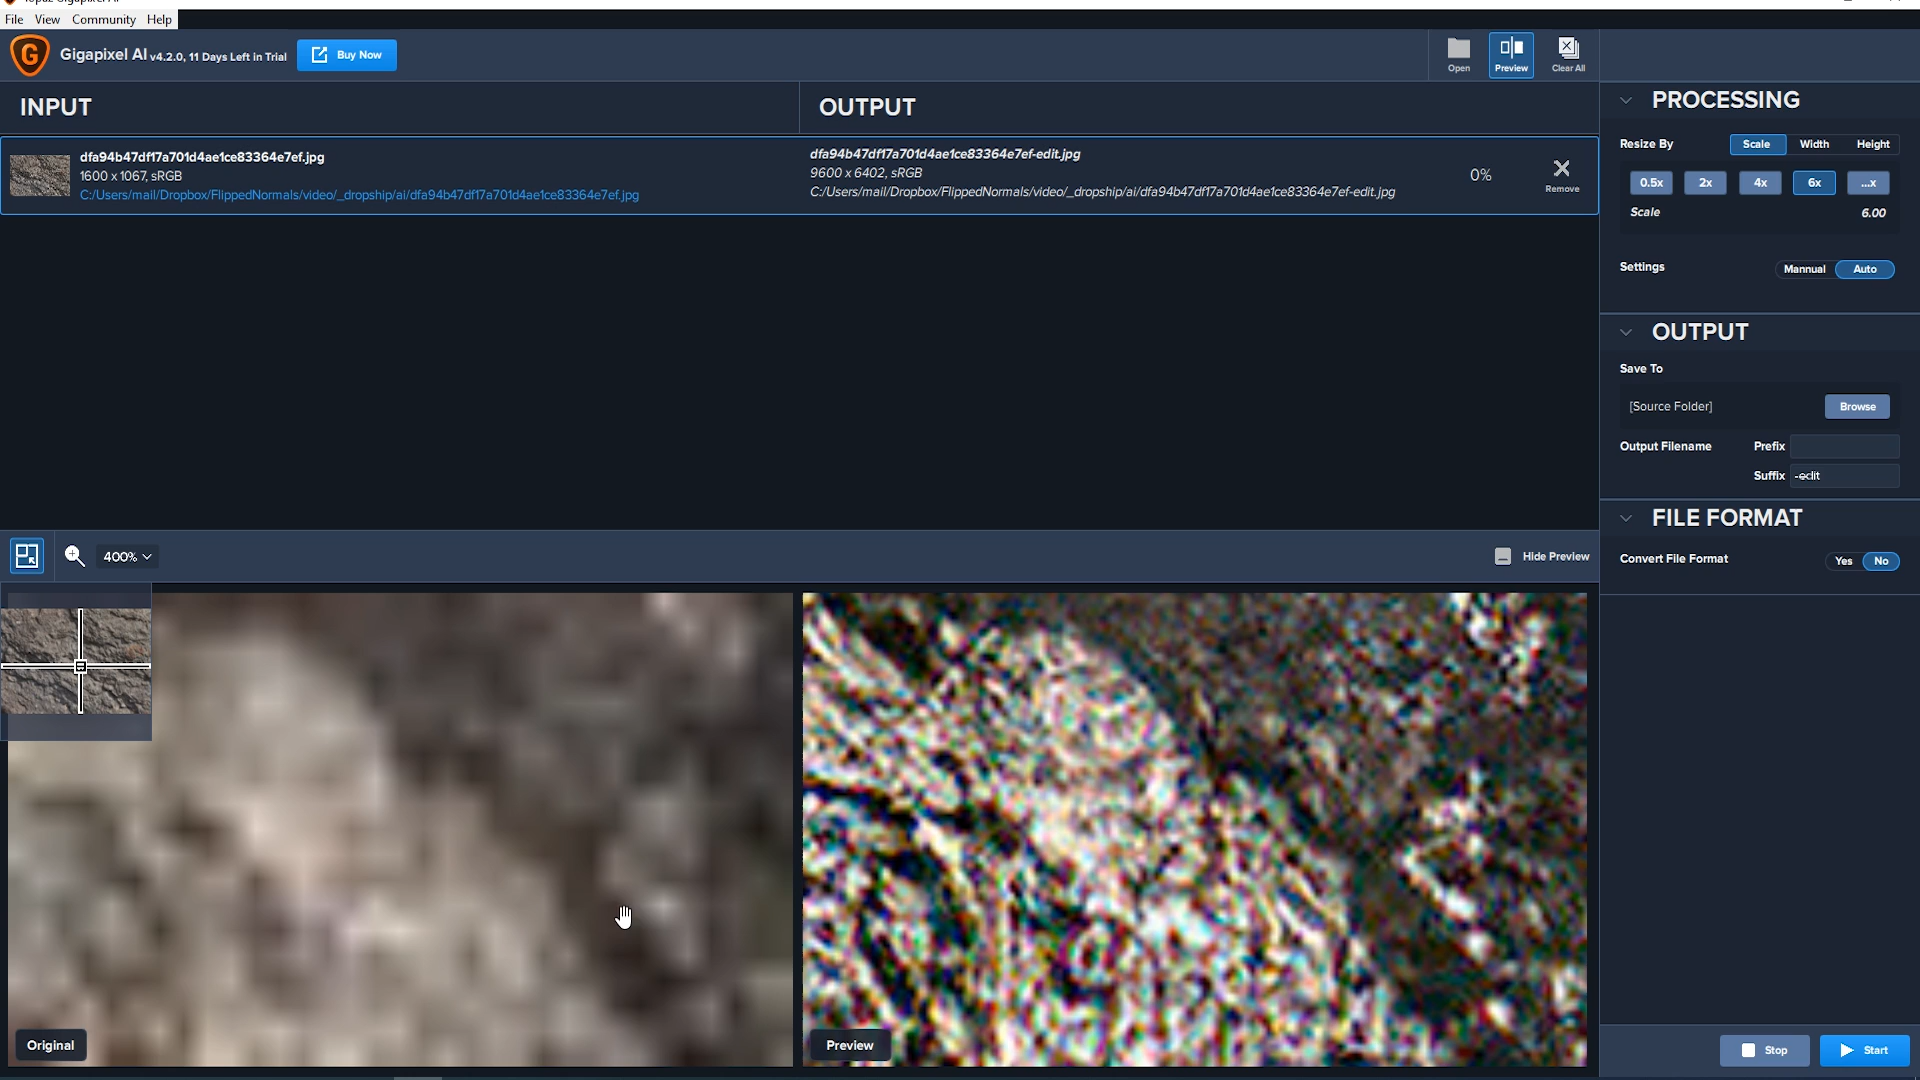 File View Community Help
Gigapixel AI v4.2.0, 11 Days Left in Trial
Buy Now
Open
Preview
Clear All
INPUT
OUTPUT
dfa94b47df17a701d4ae1ce83364e7ef.jpg
1600 x 1067, sRGB
C:/Users/mail/Dropbox/FlippedNormals/video/_dropship/ai/dfa94b47df17a701d4ae1ce83364e7ef.jpg
dfa94b47df17a701d4ae1ce83364e7ef-edit.jpg
9600 x 6402, sRGB
C:/Users/mail/Dropbox/FlippedNormals/video/_dropship/ai/dfa94b47df17a701d4ae1ce83364e7ef-edit.jpg
0%
Remove
PROCESSING
Resize By
Scale Width Height
0.5x 2x 4x 6x ...x
Scale 6.00
Settings Mannual Auto
OUTPUT
Save To
[Source Folder] Browse
Output Filename Prefix
Suffix -edit
FILE FORMAT
Convert File Format Yes No
400%
Hide Preview
Original
Preview
Stop
Start